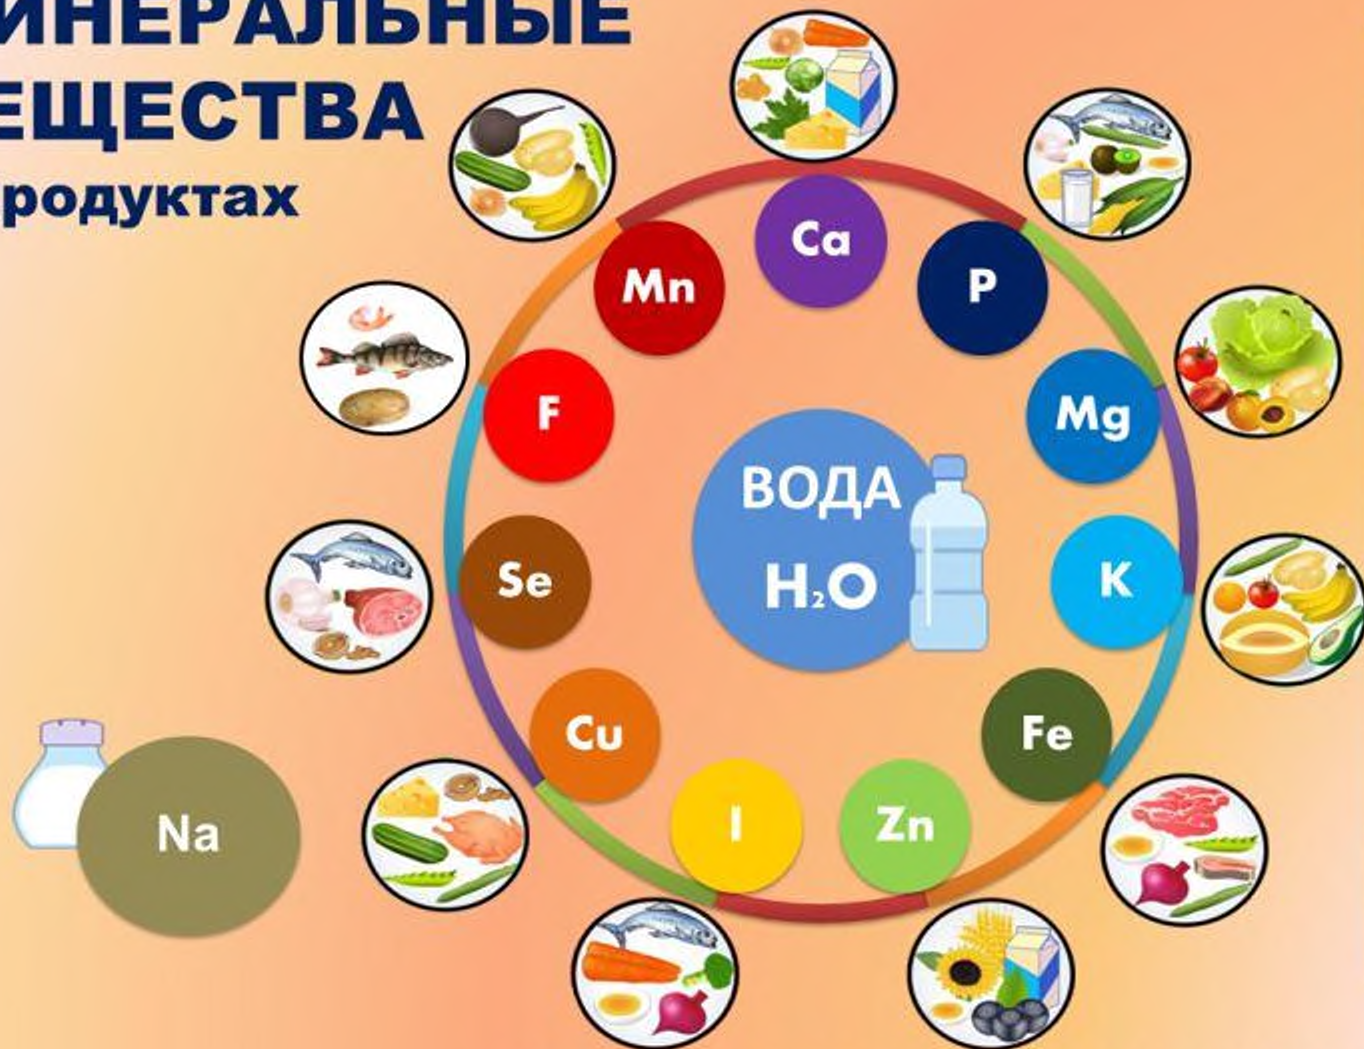 ИНЕРАЛЬНЫЕ
ЕЩЕСТВА
родуктах
Ca
Mn
P
F
Mg
ВОДА
H₂O
Se
K
Cu
Fe
I
Zn
Na